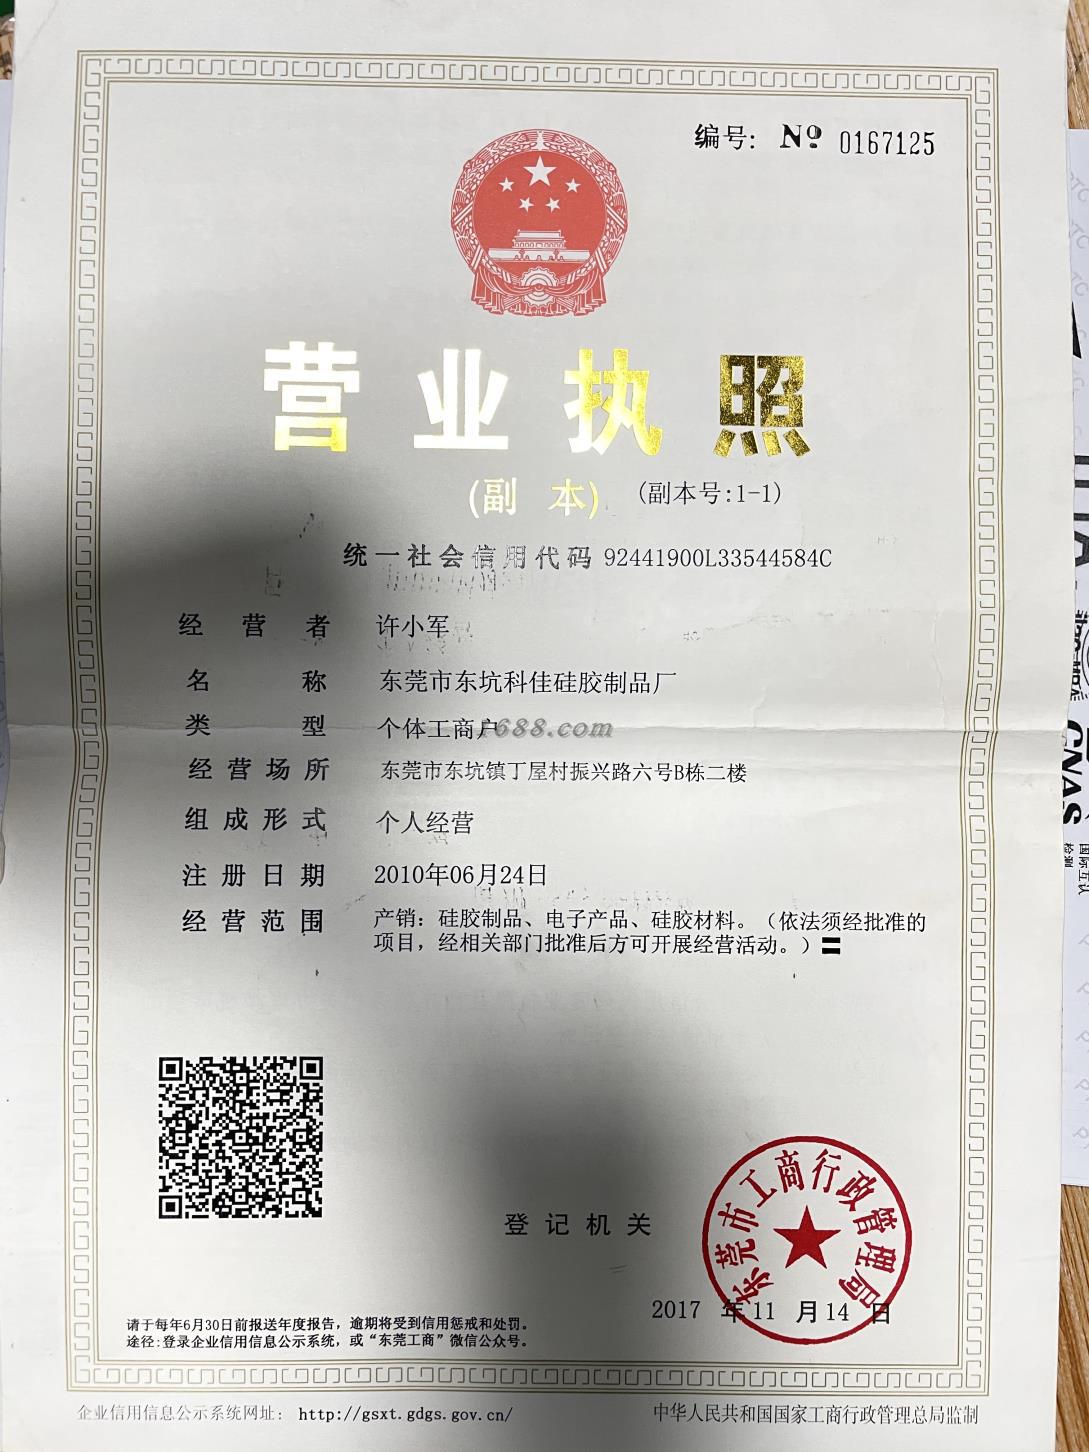 编号: № 0167125
营业执照
(副 本) (副本号:1-1)
统一社会信用代码 92441900L33544584C
经营者 许小军
名称 东莞市东坑科佳硅胶制品厂
类型 个体工商户
1688.com
经营场所 东莞市东坑镇丁屋村振兴路六号B栋二楼
组成形式 个人经营
注册日期 2010年06月24日
经营范围 产销：硅胶制品、电子产品、硅胶材料。（依法须经批准的
项目，经相关部门批准后方可开展经营活动。）
东莞市工商行政管理局
登记机关
2017 年 11 月 14 日
请于每年6月30日前报送年度报告，逾期将受到信用惩戒和处罚。
途径:登录企业信用信息公示系统，或“东莞工商”微信公众号。
企业信用信息公示系统网址: http://gsxt.gdgs.gov.cn/
中华人民共和国国家工商行政管理总局监制
CNAS
国际互认
检测